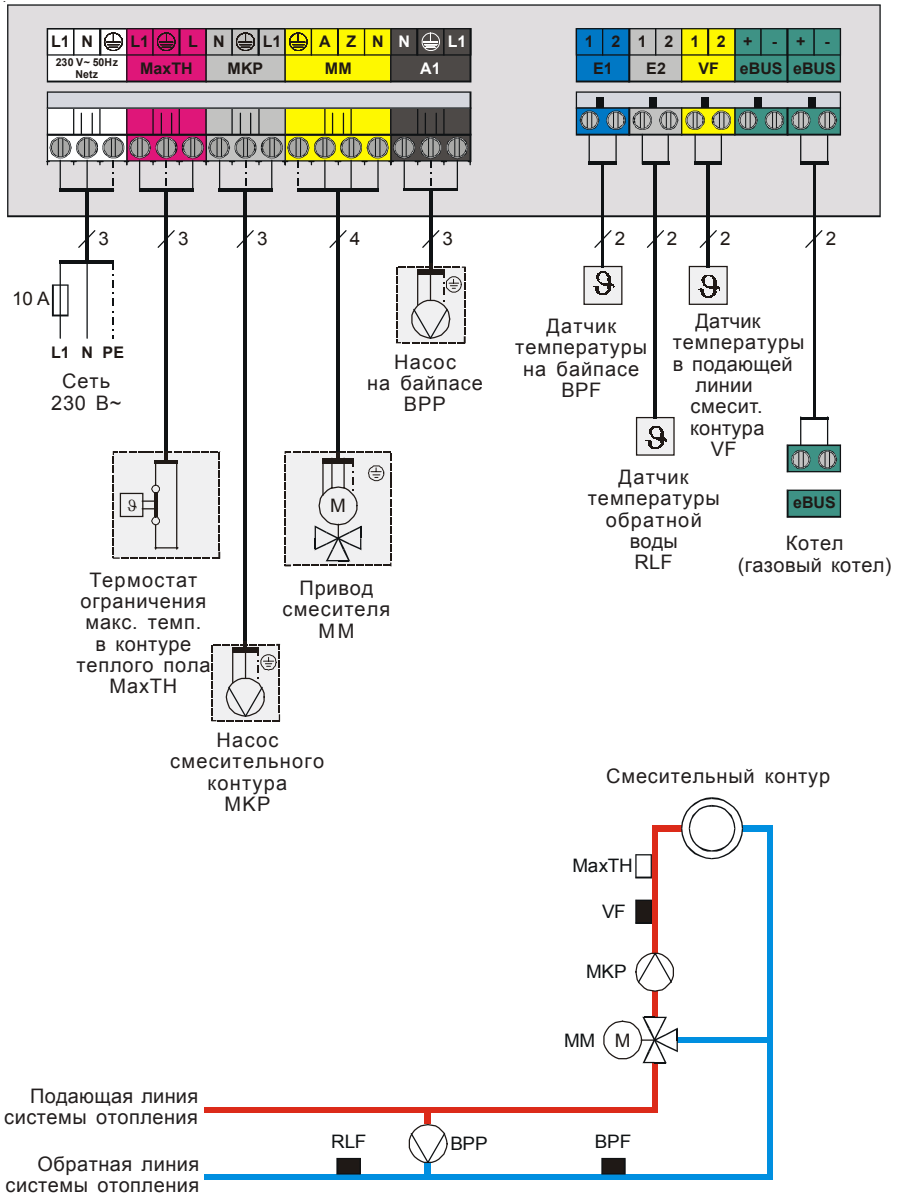 L1 N L1 L N L1 A Z N N L1
1 2 1 2 1 2 + - + -
230 V~ 50Hz
Netz
MaxTH MKP MM A1
E1 E2 VF eBUS eBUS
3 3 3 4 3 2 2 2 2
10 A
L1 N PE
Сеть
230 В~
Насос
на байпасе
BPP
Датчик
температуры
на байпасе
BPF
Датчик
температуры
в подающей
линии
смесит.
контура
VF
ϑ
ϑ
ϑ
Датчик
температуры
обратной
воды
RLF
eBUS
Котел
(газовый котел)
ϑ
M
Термостат
ограничения
макс. темп.
в контуре
теплого пола
MaxTH
Привод
смесителя
MM
Насос
смесительного
контура
MKP
Смесительный контур
MaxTH
VF
MKP
MM M
Подающая линия
системы отопления
RLF BPP BPF
Обратная линия
системы отопления